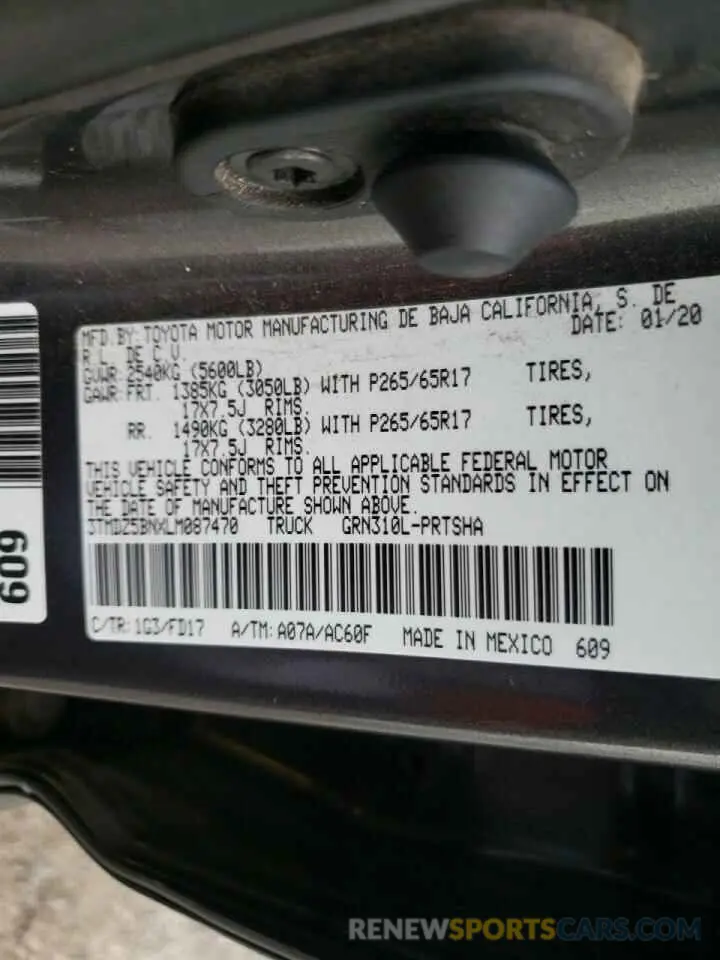 MFD.BY:TOYOTA MOTOR MANUFACTURING DE BAJA CALIFORNIA, S. DE
R.L. DE C.V. DATE: 01/20
GVWR:2540KG (5600LB)
GAWR:FRT. 1385KG (3050LB) WITH P265/65R17 TIRES,
17X7.5J RIMS.
RR. 1490KG (3280LB) WITH P265/65R17 TIRES,
17X7.5J RIMS.
THIS VEHICLE CONFORMS TO ALL APPLICABLE FEDERAL MOTOR
VEHICLE SAFETY AND THEFT PREVENTION STANDARDS IN EFFECT ON
THE DATE OF MANUFACTURE SHOWN ABOVE.
3TMDZ5BNXLM087470 TRUCK GRN310L-PRTSHA
C/TR:1G3/FD17 A/TM:A07A/AC60F MADE IN MEXICO 609
609
RENEWSPORTSCARS.COM